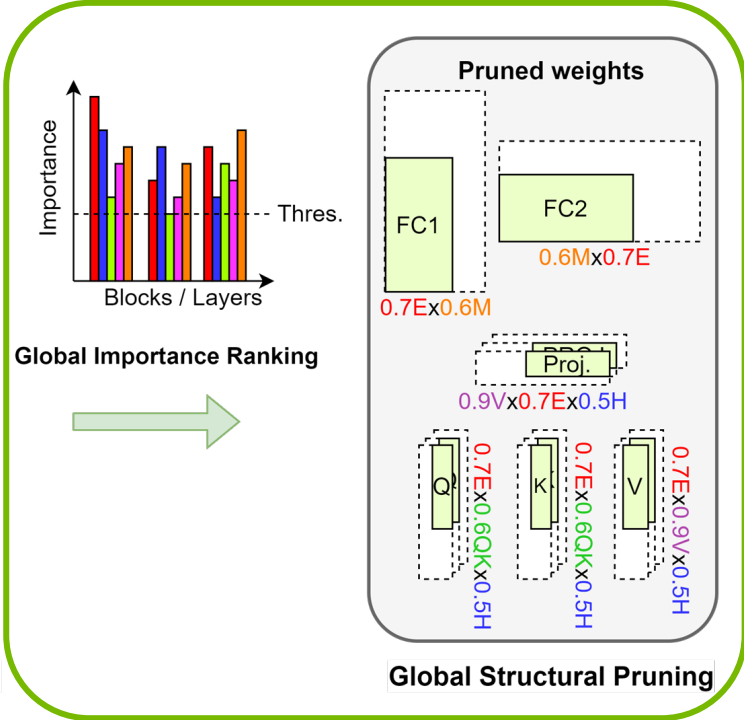 Importance
Thres.
Blocks / Layers
Global Importance Ranking
Pruned weights
FC1
FC2
0.6Mx0.7E
0.7Ex0.6M
Proj.
0.9Vx0.7Ex0.5H
Q
0.7Ex0.6QKx0.5H
K
0.7Ex0.6QKx0.5H
V
0.7Ex0.9Vx0.5H
Global Structural Pruning